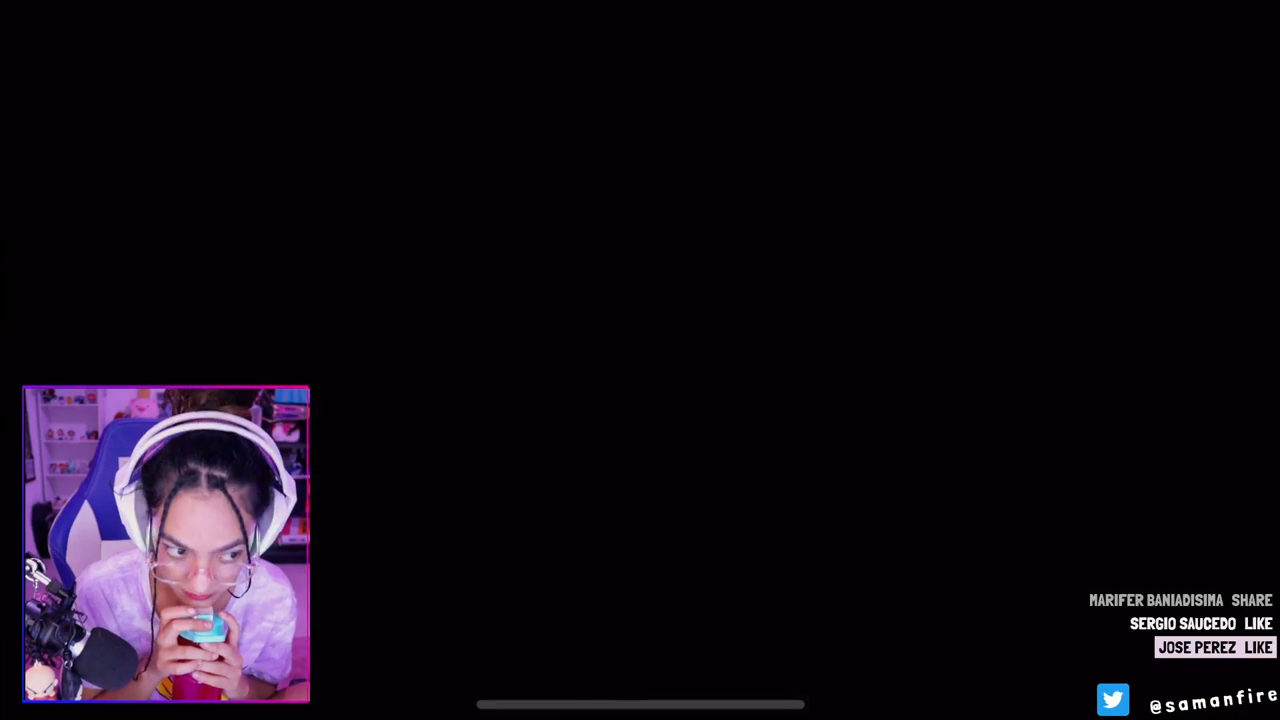 MARIFER BANIADISIMA SHARE
SERGIO SAUCEDO LIKE
JOSE PEREZ LIKE
@samanfire